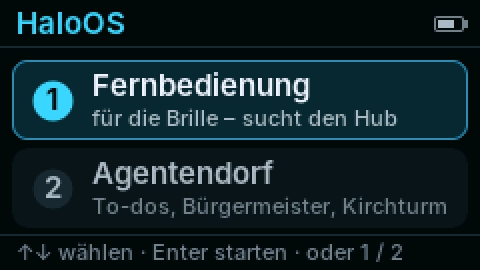 HaloOS
1 Fernbedienung
für die Brille – sucht den Hub
2 Agentendorf
To-dos, Bürgermeister, Kirchturm
↑↓ wählen · Enter starten · oder 1 / 2